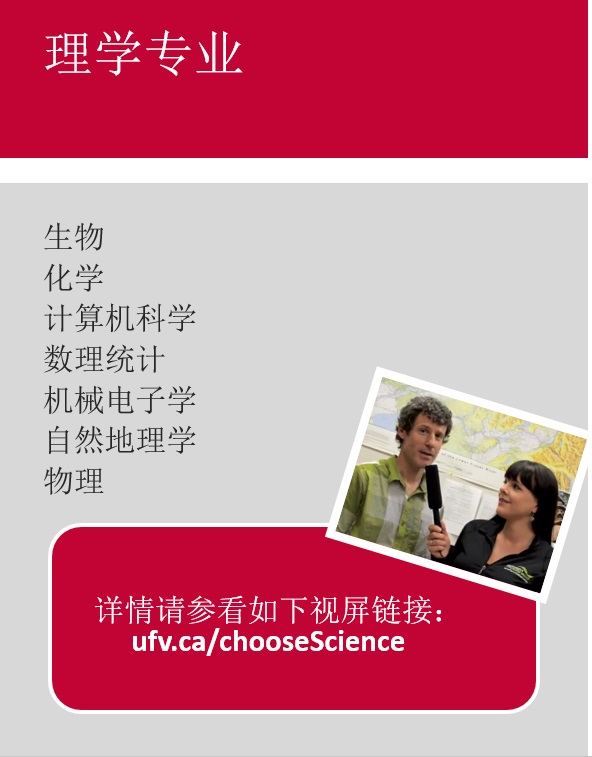 理学专业
生物
化学
计算机科学
数理统计
机械电子学
自然地理学
物理
详情请参看如下视屏链接：
ufv.ca/chooseScience